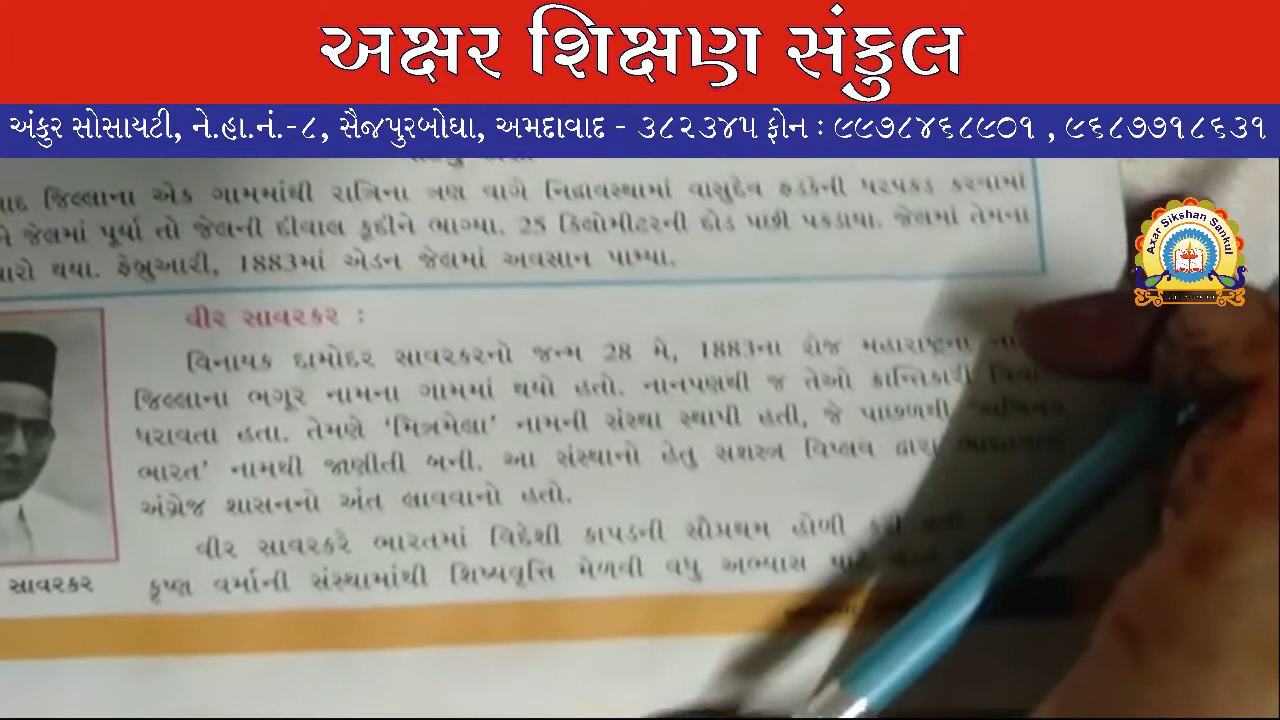 અક્ષર શિક્ષણ સંકુલ
અંકુર સોસાયટી, ને.હા.નં.-૮, સૈજપુરબોઘા, અમદાવાદ - ૩૮૨૩૪૫ ફોન : ૯૯૭૮૪૬૮૯૦૧ , ૯૬૮૭૭૧૮૬૩૧
Axar Sikshan Sankul
જિલ્લાના એક ગામમાંથી રાત્રિના ત્રણ વાગે નિદ્રાવસ્થામાં વાસુદેવ ફડકેની ધરપકડ કરવામાં
જેલમાં પૂર્યા તો જેલની દીવાલ કૂદીને ભાગ્યા. 25 કિલોમીટરની દોડ પાછી પકડાયા. જેલમાં તેમના
થયા. ફેબ્રુઆરી, 1883માં એડન જેલમાં અવસાન પામ્યા.
વીર સાવરકર :
વિનાયક દામોદર સાવરકરનો જન્મ 28 મે, 1883ના રોજ મહારાષ્ટ્રના
જિલ્લાના ભગૂર નામના ગામમાં થયો હતો. નાનપણથી જ તેઓ ક્રાન્તિકારી
ધરાવતા હતા. તેમણે 'મિત્રમેલા' નામની સંસ્થા સ્થાપી હતી, જે પાછળથી
ભારત' નામથી જાણીતી બની. આ સંસ્થાનો હેતુ સશસ્ત્ર વિપ્લવ દ્વારા
અંગ્રેજ શાસનનો અંત લાવવાનો હતો.
વીર સાવરકરે ભારતમાં વિદેશી કાપડની સૌપ્રથમ હોળી કરી
કૃષ્ણ વર્માની સંસ્થામાંથી શિષ્યવૃત્તિ મેળવી વધુ અભ્યાસ
સાવરકર